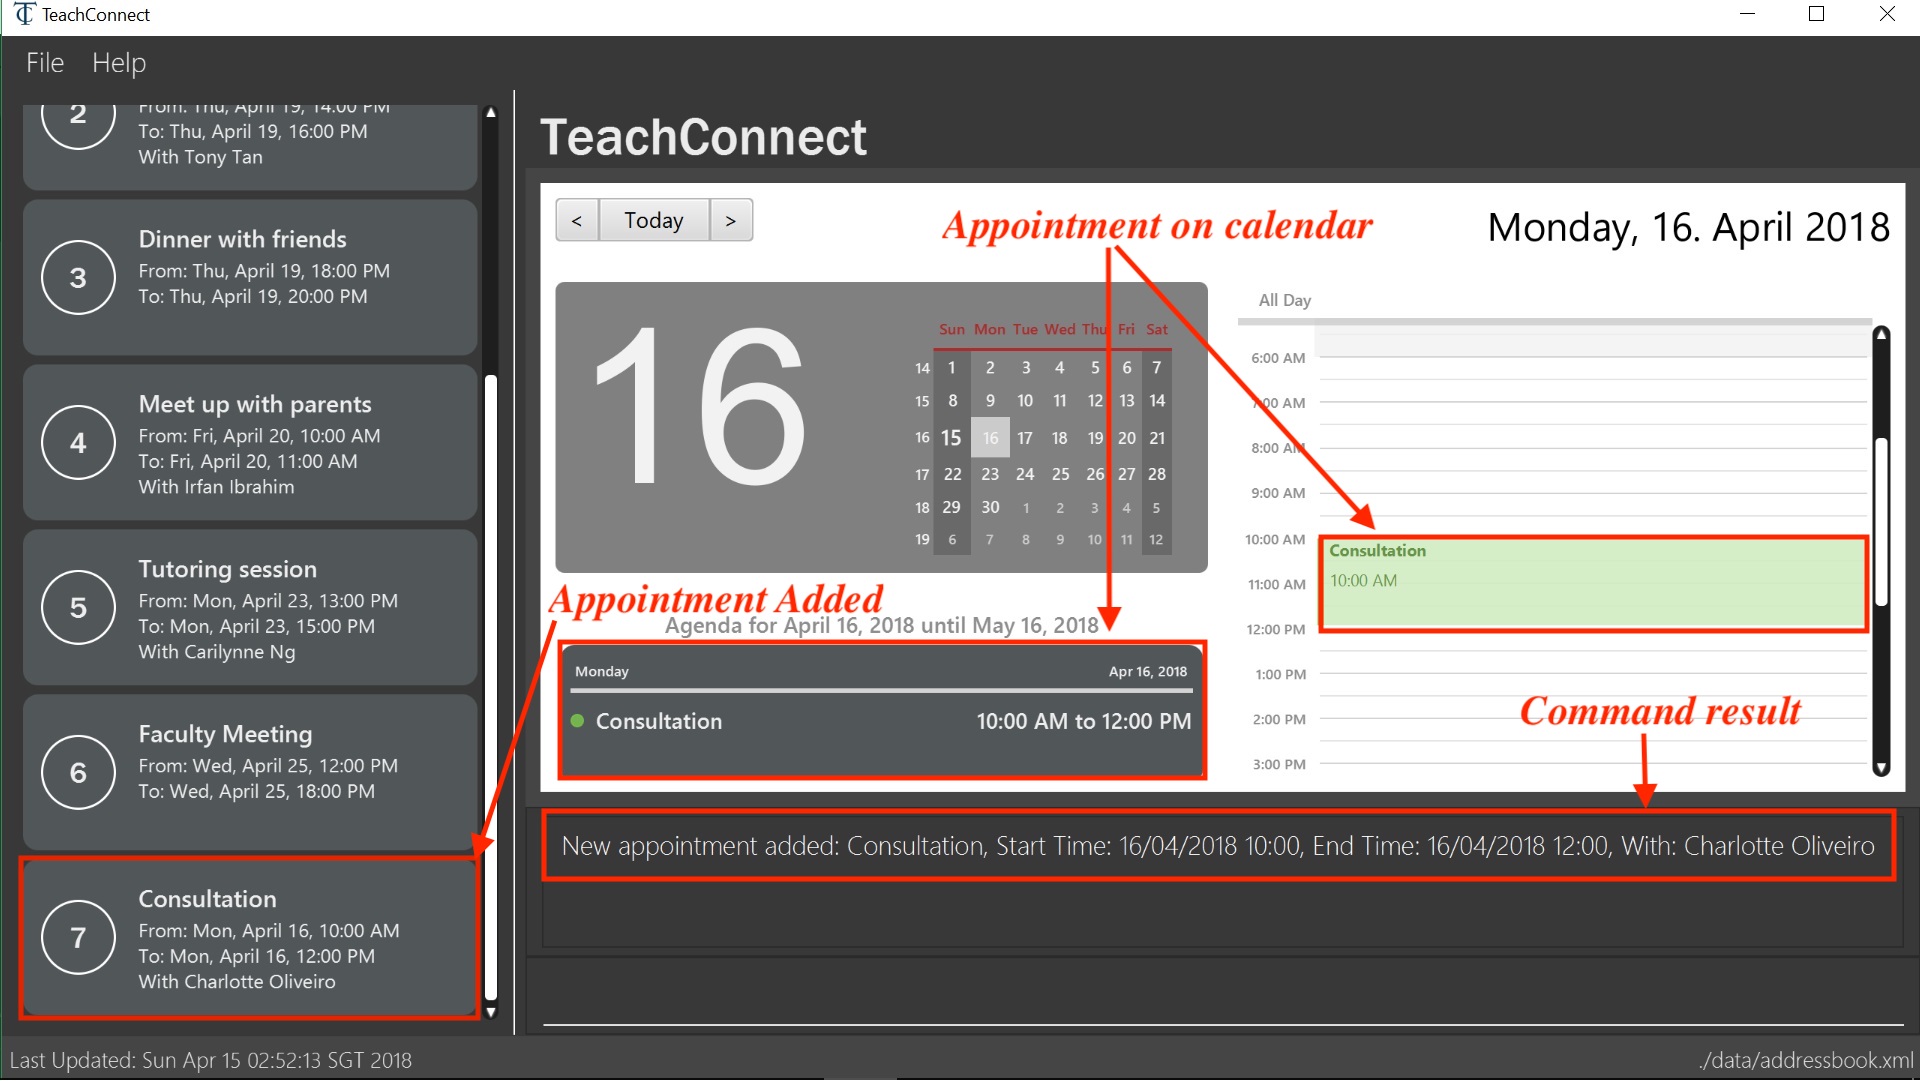 TeachConnect
File Help
2
From: Thu, April 19, 14:00 PM
To: Thu, April 19, 16:00 PM
With Tony Tan
3
Dinner with friends
From: Thu, April 19, 18:00 PM
To: Thu, April 19, 20:00 PM
4
Meet up with parents
From: Fri, April 20, 10:00 AM
To: Fri, April 20, 11:00 AM
With Irfan Ibrahim
5
Tutoring session
From: Mon, April 23, 13:00 PM
To: Mon, April 23, 15:00 PM
With Carilynne Ng
6
Faculty Meeting
From: Wed, April 25, 12:00 PM
To: Wed, April 25, 18:00 PM
7
Consultation
From: Mon, April 16, 10:00 AM
To: Mon, April 16, 12:00 PM
With Charlotte Oliveiro
TeachConnect
< Today >
Appointment on calendar
Monday, 16. April 2018
16
Sun Mon Tue Wed Thu Fri Sat
14 1 2 3 4 5 6 7
15 8 9 10 11 12 13 14
16 15 16 17 18 19 20 21
17 22 23 24 25 26 27 28
18 29 30 1 2 3 4 5
19 6 7 8 9 10 11 12
Appointment Added
Agenda for April 16, 2018 until May 16, 2018
Monday Apr 16, 2018
Consultation 10:00 AM to 12:00 PM
All Day
6:00 AM
7:00 AM
8:00 AM
9:00 AM
10:00 AM
Consultation
10:00 AM
11:00 AM
12:00 PM
1:00 PM
Command result
2:00 PM
3:00 PM
New appointment added: Consultation, Start Time: 16/04/2018 10:00, End Time: 16/04/2018 12:00, With: Charlotte Oliveiro
Last Updated: Sun Apr 15 02:52:13 SGT 2018
./data/addressbook.xml